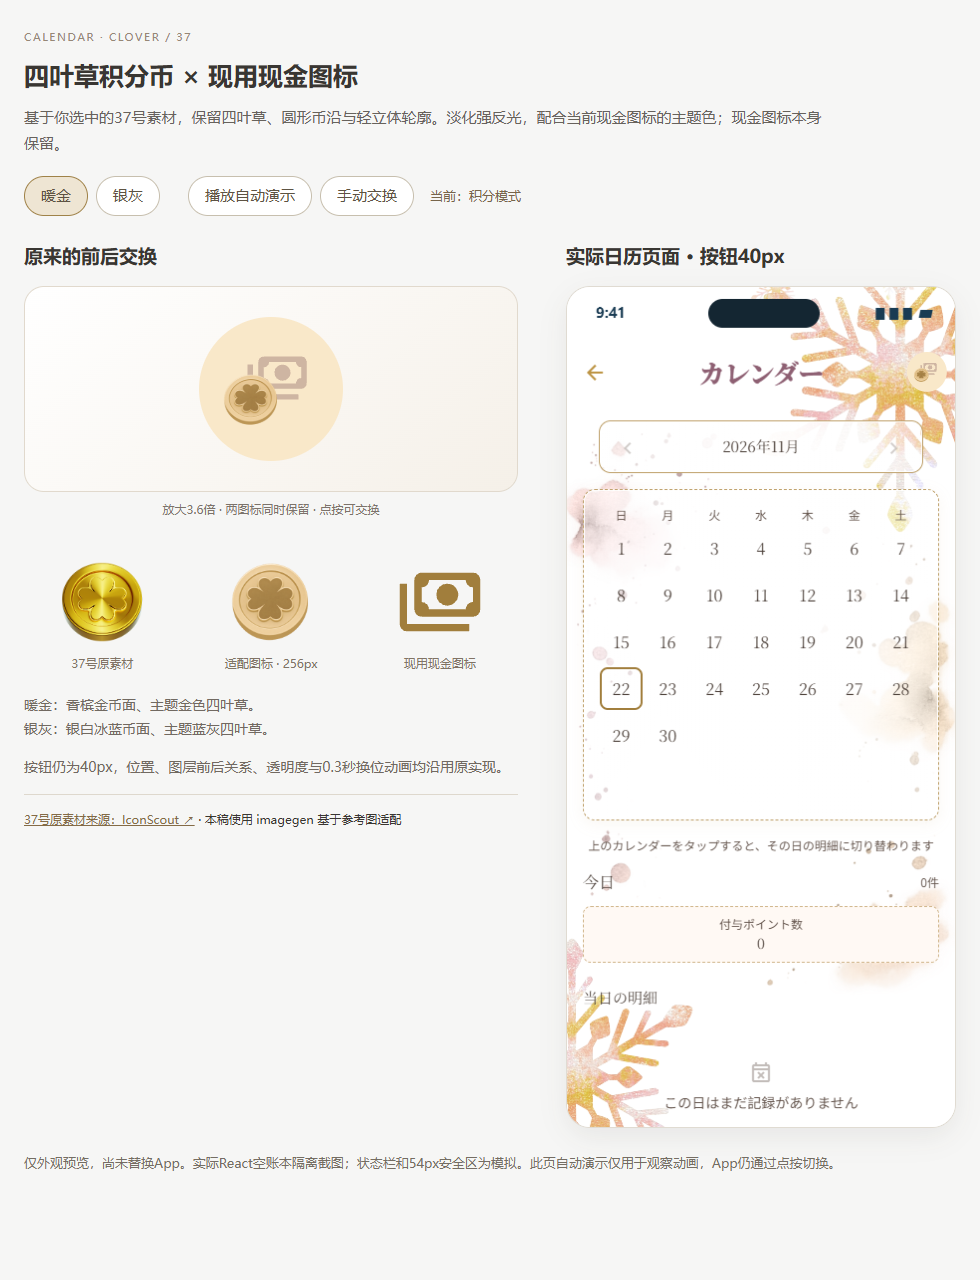 CALENDAR · CLOVER / 37
四叶草积分币 × 现用现金图标
基于你选中的37号素材，保留四叶草、圆形币沿与轻立体轮廓。淡化强反光，配合当前现金图标的主题色；现金图标本身
保留。
暖金 银灰 播放自动演示 手动交换 当前：积分模式
原来的前后交换
放大3.6倍 · 两图标同时保留 · 点按可交换
37号原素材 适配图标 · 256px 现用现金图标
暖金：香槟金币面、主题金色四叶草。
银灰：银白冰蓝币面、主题蓝灰四叶草。
按钮仍为40px，位置、图层前后关系、透明度与0.3秒换位动画均沿用原实现。
37号原素材来源：IconScout ↗ · 本稿使用 imagegen 基于参考图适配
实际日历页面 · 按钮40px
9:41
カレンダー
2026年11月
日 月 火 水 木 金 土
1 2 3 4 5 6 7
8 9 10 11 12 13 14
15 16 17 18 19 20 21
22 23 24 25 26 27 28
29 30
上のカレンダーをタップすると、その日の明細に切り替わります
今日 0件
付与ポイント数
0
当日の明細
この日はまだ記録がありません
仅外观预览，尚未替换App。实际React空账本隔离截图；状态栏和54px安全区为模拟。此页自动演示仅用于观察动画，App仍通过点按切换。